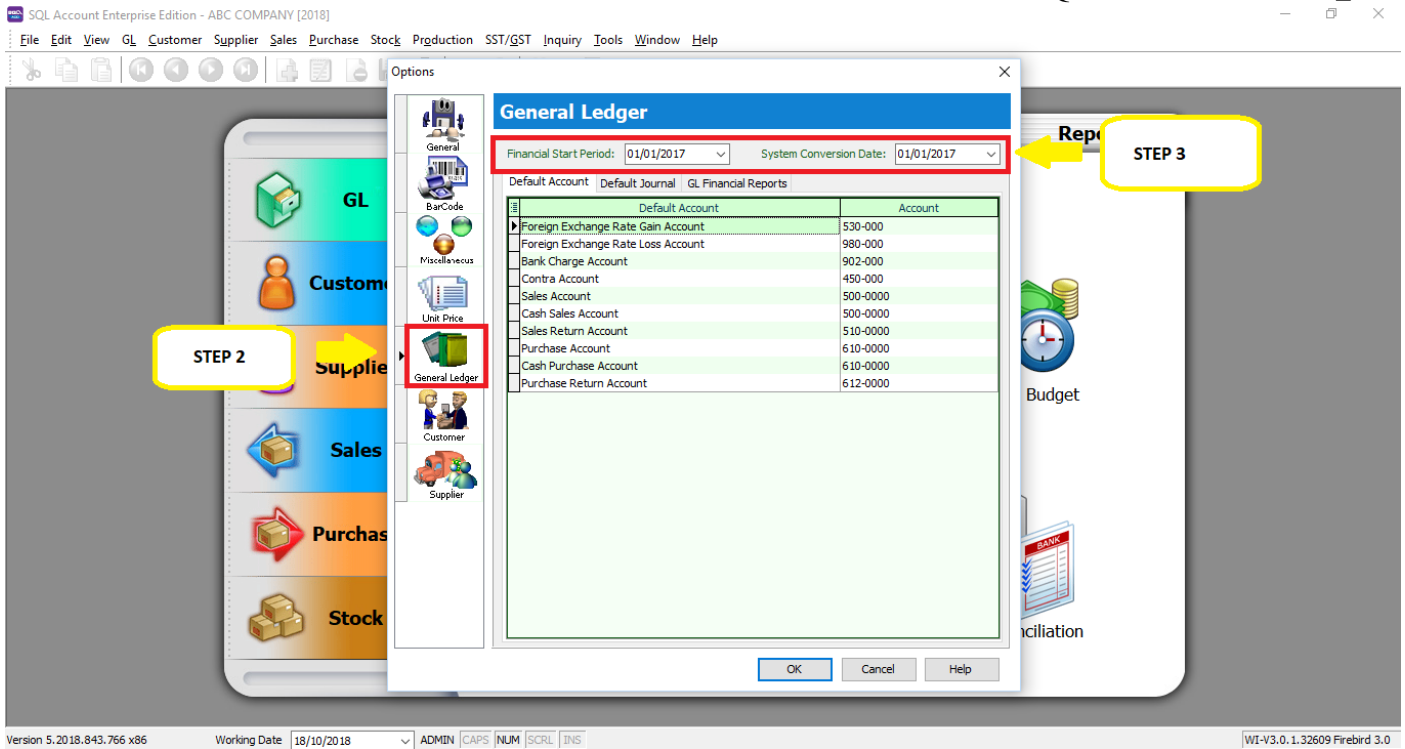 SQL Account Enterprise Edition - ABC COMPANY [2018]
File Edit View GL Customer Supplier Sales Purchase Stock Production SST/GST Inquiry Tools Window Help
Options
General
BarCode
Miscellanecus
Unit Price
General Ledger
Customer
Supplier
General Ledger
Financial Start Period: 01/01/2017 System Conversion Date: 01/01/2017
Default Account Default Journal GL Financial Reports
Default Account Account
Foreign Exchange Rate Gain Account 530-000
Foreign Exchange Rate Loss Account 980-000
Bank Charge Account 902-000
Contra Account 450-000
Sales Account 500-0000
Cash Sales Account 500-0000
Sales Return Account 510-0000
Purchase Account 610-0000
Cash Purchase Account 610-0000
Purchase Return Account 612-0000
OK Cancel Help
STEP 2
STEP 3
GL
Custome
Supplie
Sales
Purchas
Stock
Rep
Budget
BANK
nciliation
Version 5.2018.843.766 x86 Working Date 18/10/2018 ADMIN CAPS NUM SCRL INS WI-V3.0.1.32609 Firebird 3.0